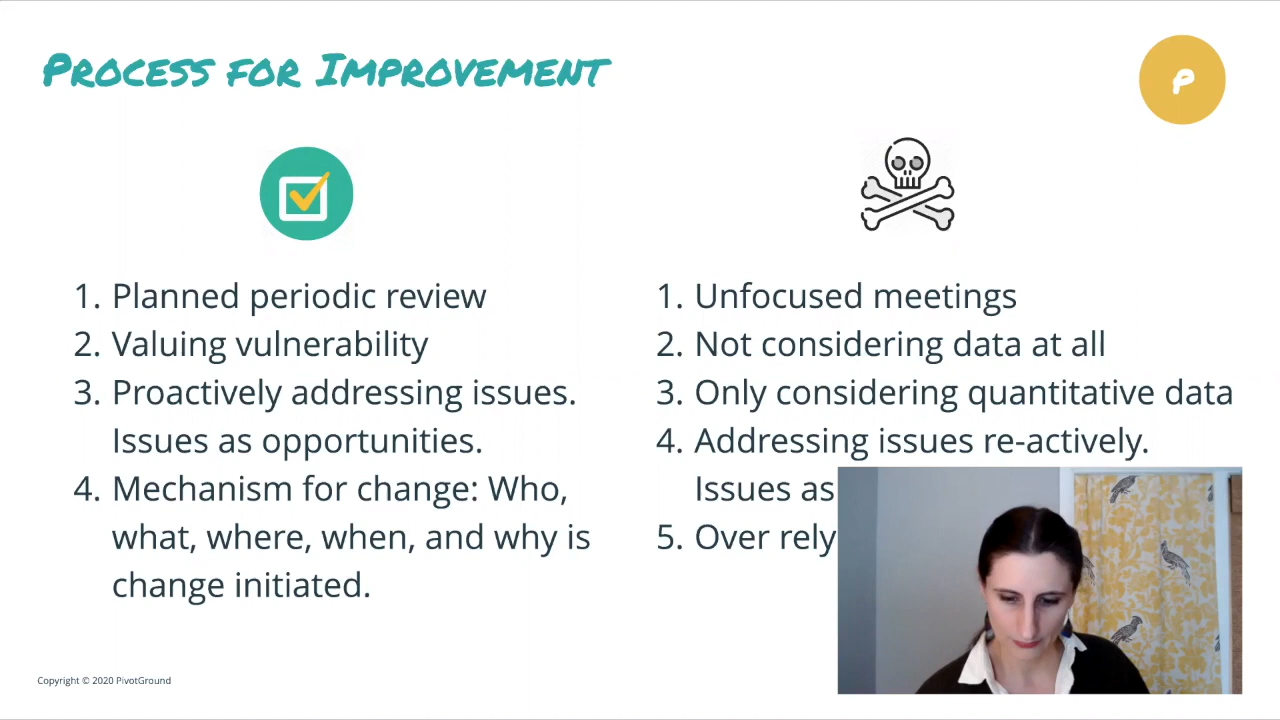 Process for Improvement
P
1. Planned periodic review
2. Valuing vulnerability
3. Proactively addressing issues.
Issues as opportunities.
4. Mechanism for change: Who,
what, where, when, and why is
change initiated.
1. Unfocused meetings
2. Not considering data at all
3. Only considering quantitative data
4. Addressing issues re-actively.
Issues as
5. Over rely
Copyright © 2020 PivotGround